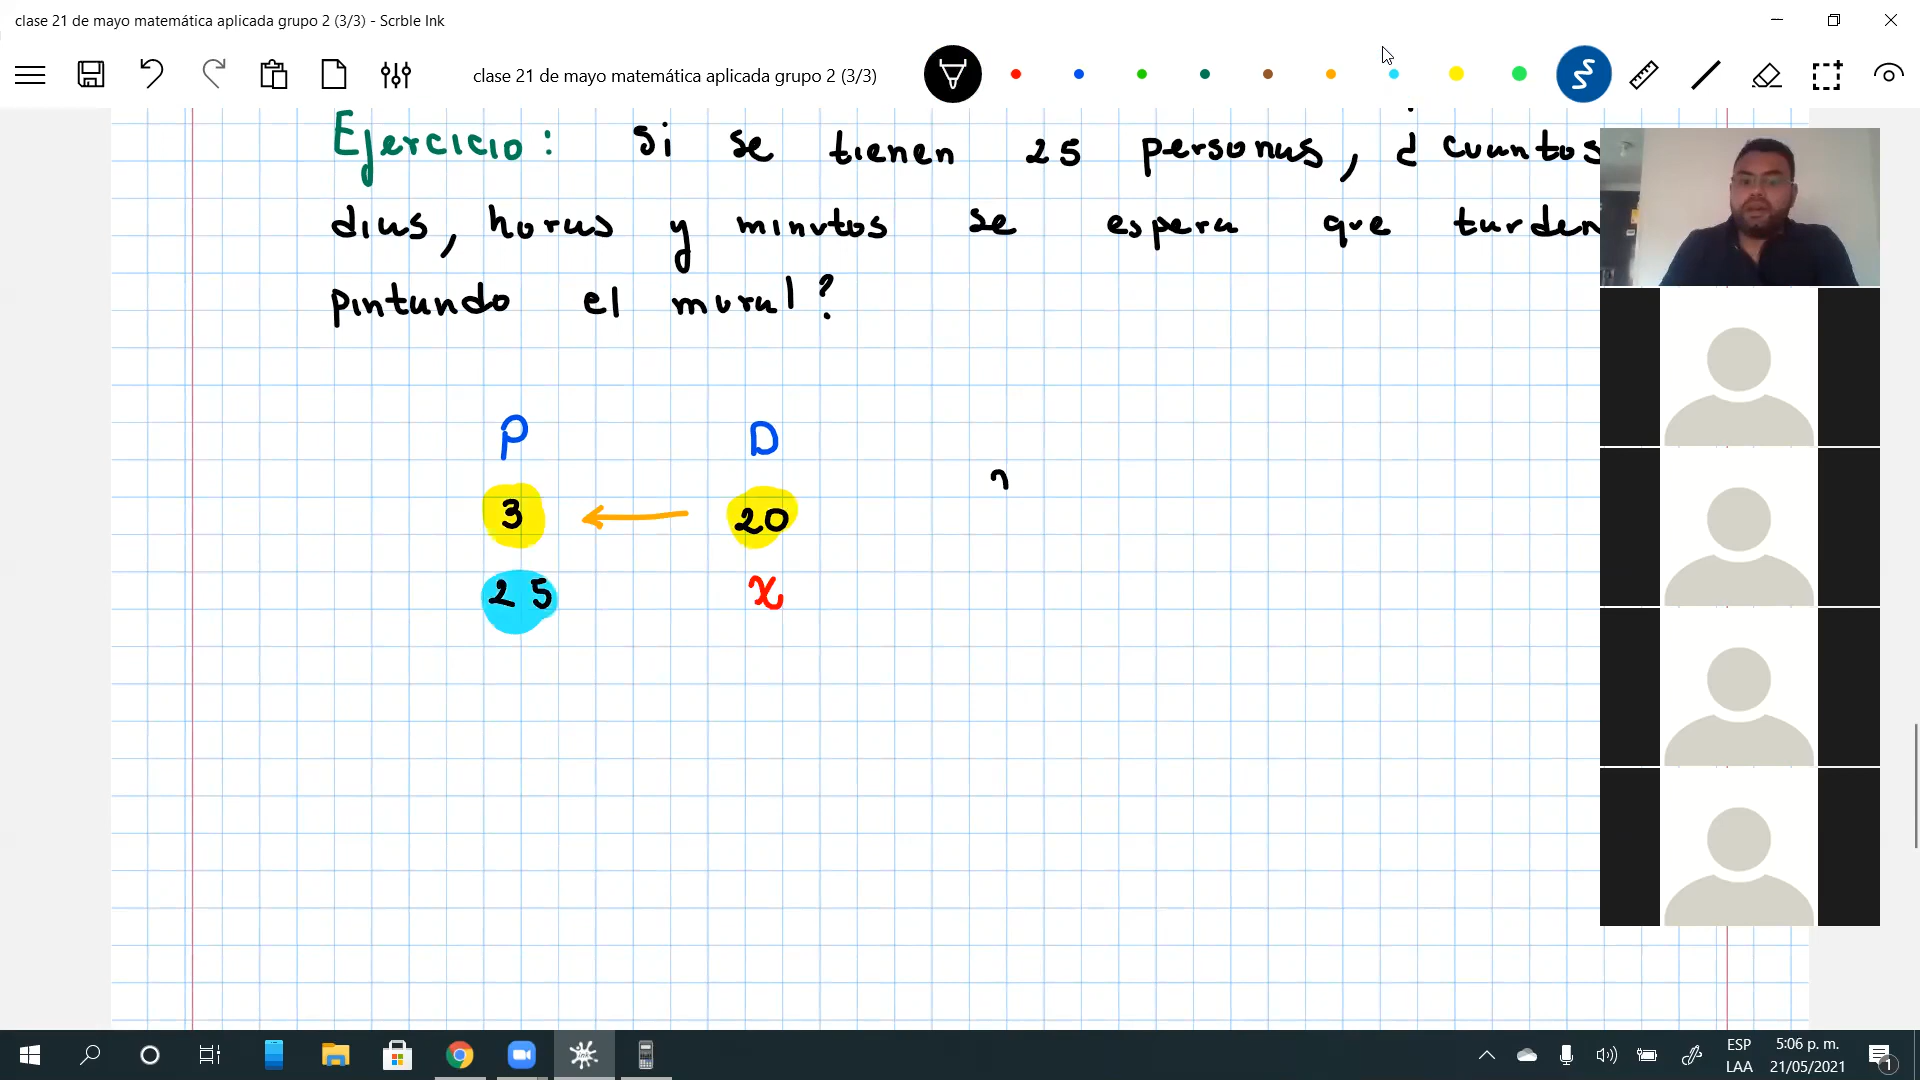 clase 21 de mayo matemática aplicada grupo 2 (3/3) - Scrble Ink
clase 21 de mayo matemática aplicada grupo 2 (3/3)
Ejercicio: Si se tienen 25 personas, ¿ cuantos
dias, horas y minutos se espera que tarden
pintando el mural?
P D
3 20
25 x
ESP 5:06 p. m.
LAA 21/05/2021
1